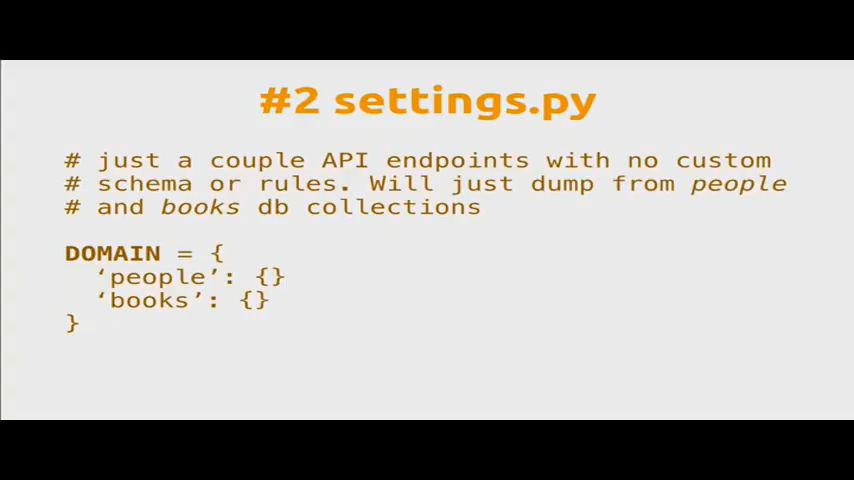 #2 settings.py
# just a couple API endpoints with no custom
# schema or rules. Will just dump from people
# and books db collections
DOMAIN = {
‘people’: {}
‘books’: {}
}